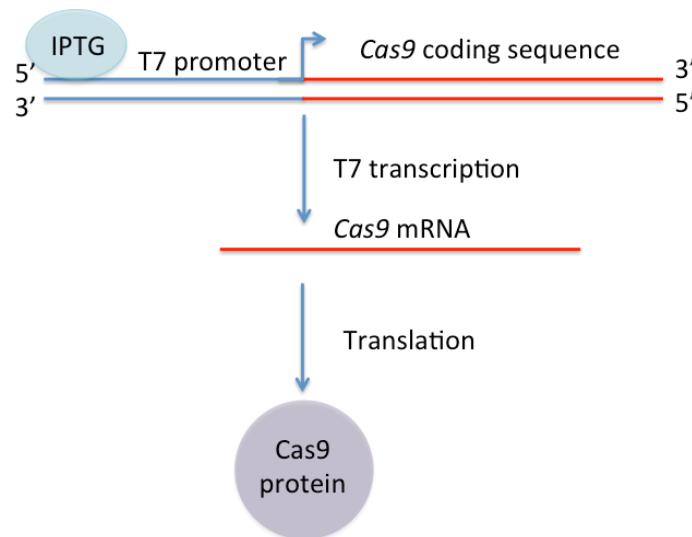 IPTG
5’
T7 promoter
Cas9 coding sequence
3’
3’
5’
T7 transcription
Cas9 mRNA
Translation
Cas9
protein